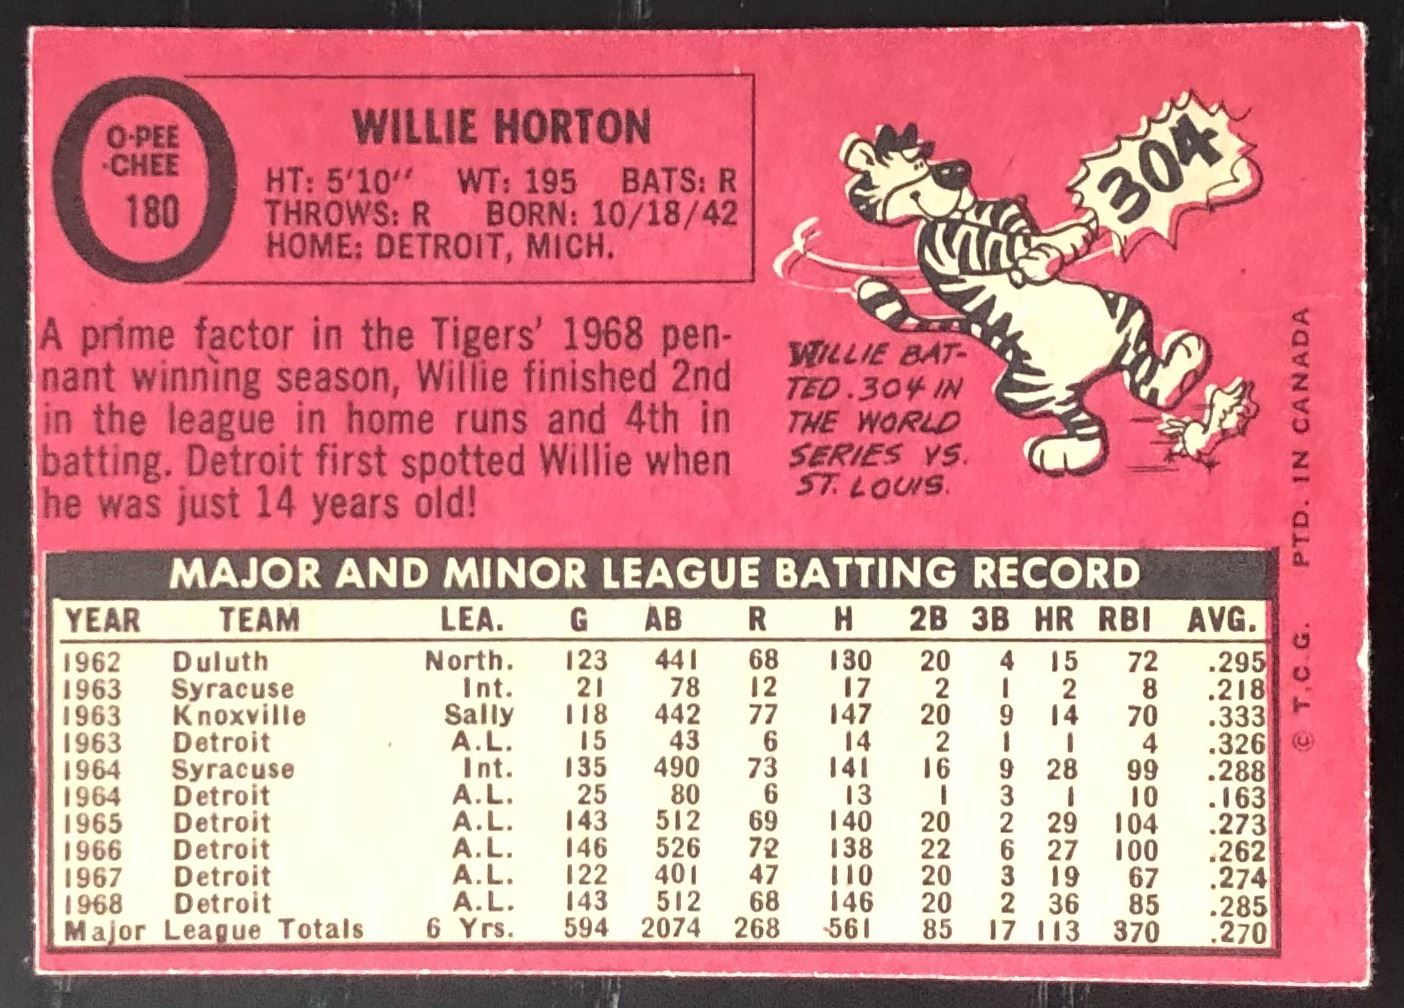 O-PEE
-CHEE
180
WILLIE HORTON
HT: 5'10" WT: 195 BATS: R
THROWS: R BORN: 10/18/42
HOME: DETROIT, MICH.
304
A prime factor in the Tigers' 1968 pen-
nant winning season, Willie finished 2nd
in the league in home runs and 4th in
batting. Detroit first spotted Willie when
he was just 14 years old!
WILLIE BAT-
TED .304 IN
THE WORLD
SERIES VS.
ST. LOUIS.
MAJOR AND MINOR LEAGUE BATTING RECORD
YEAR TEAM LEA. G AB R H 2B 3B HR RBI AVG.
1962 Duluth North. 123 441 68 130 20 4 15 72 .295
1963 Syracuse Int. 21 78 12 17 2 1 2 8 .218
1963 Knoxville Sally 118 442 77 147 20 9 14 70 .333
1963 Detroit A.L. 15 43 6 14 2 1 1 4 .326
1964 Syracuse Int. 135 490 73 141 16 9 28 99 .288
1964 Detroit A.L. 25 80 6 13 1 3 1 10 .163
1965 Detroit A.L. 143 512 69 140 20 2 29 104 .273
1966 Detroit A.L. 146 526 72 138 22 6 27 100 .262
1967 Detroit A.L. 122 401 47 110 20 3 19 67 .274
1968 Detroit A.L. 143 512 68 146 20 2 36 85 .285
Major League Totals 6 Yrs. 594 2074 268 561 85 17 113 370 .270
© T.C.G. PTD. IN CANADA